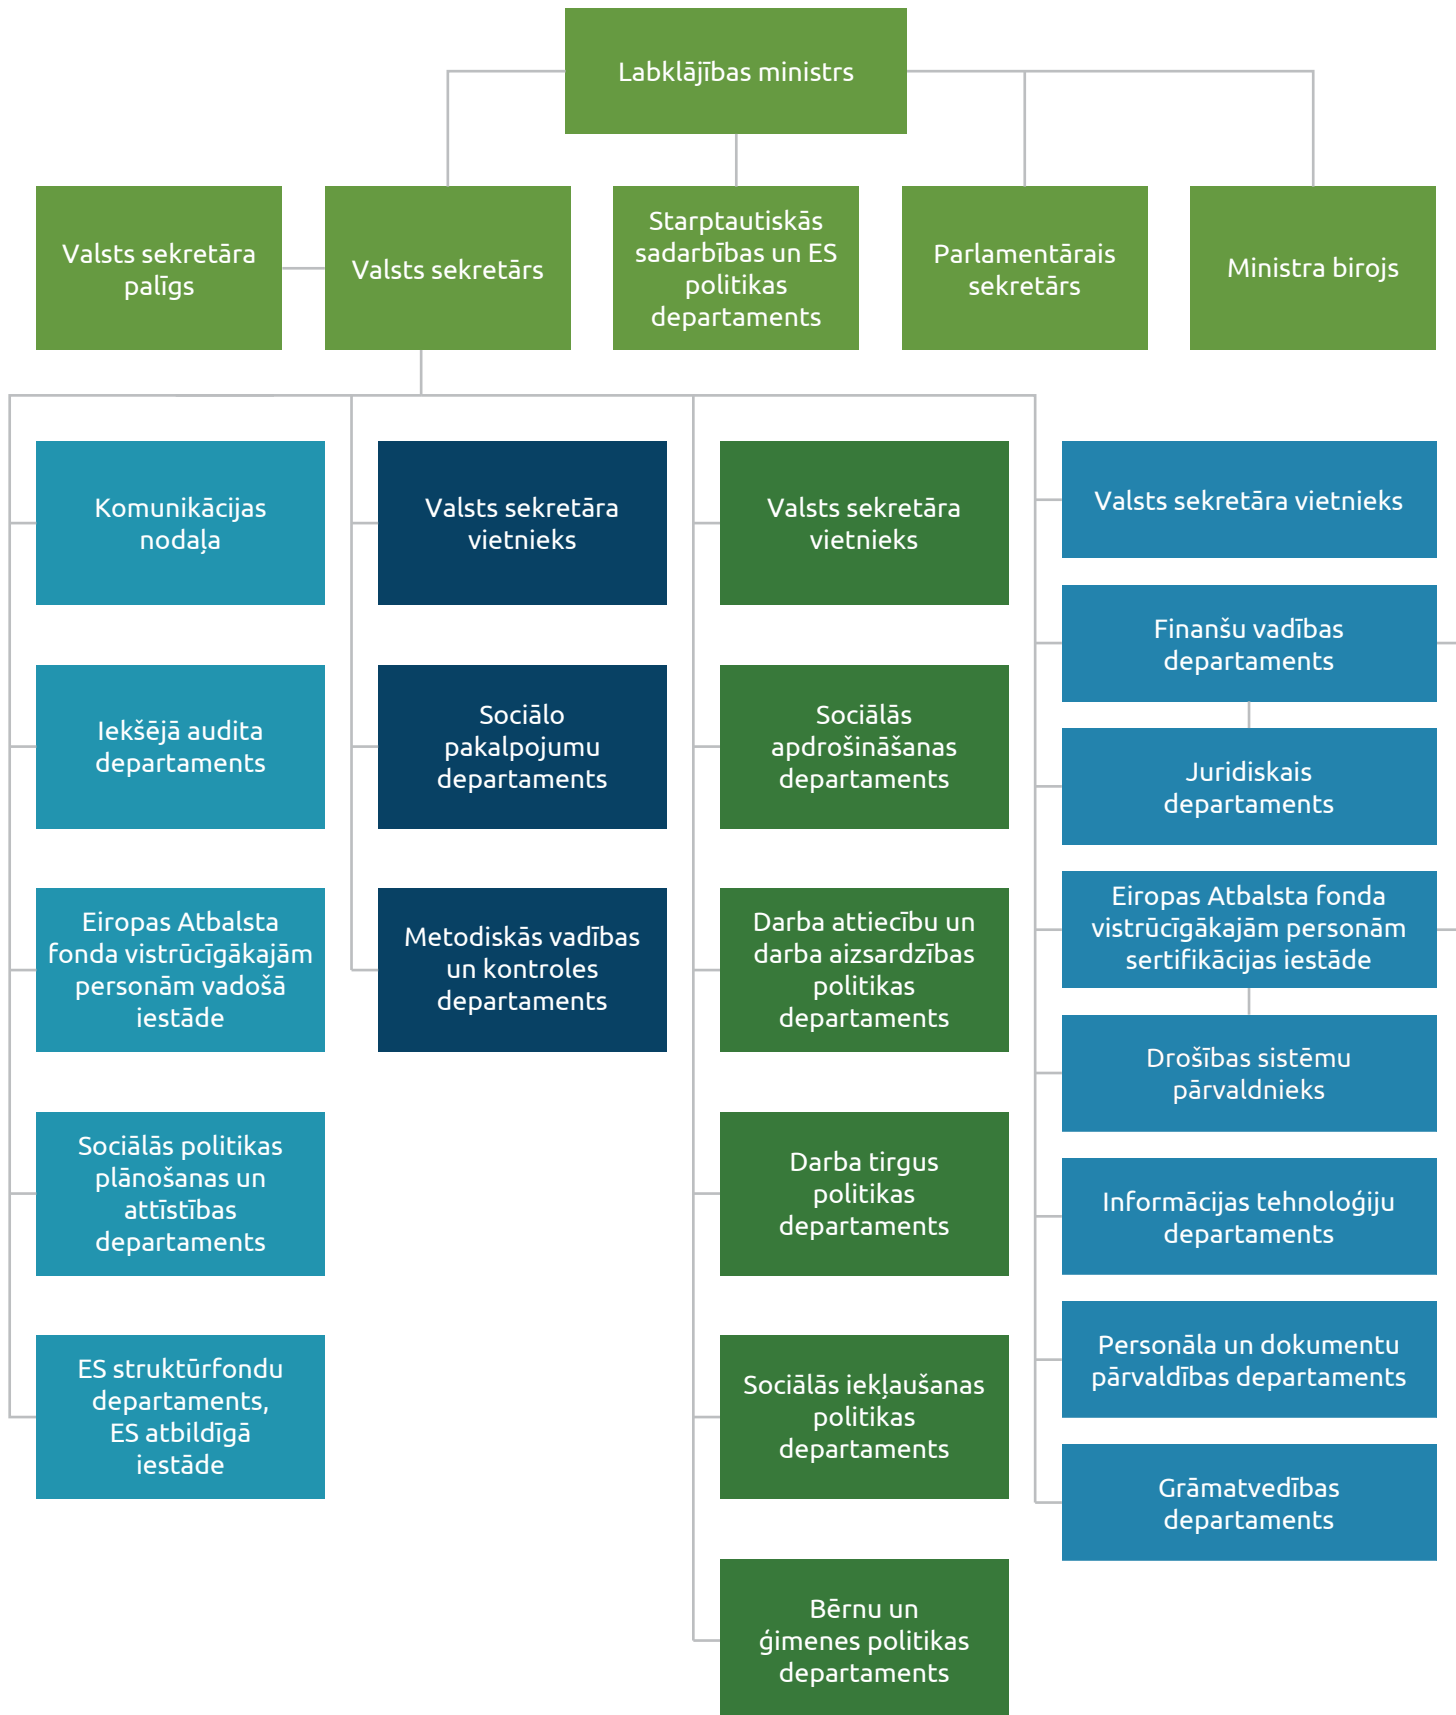 Labklājības ministrs
Valsts sekretāra
palīgs
Valsts sekretārs
Starptautiskās
sadarbības un ES
politikas
departaments
Parlamentārais
sekretārs
Ministra birojs
Komunikācijas
nodaļa
Iekšējā audita
departaments
Eiropas Atbalsta
fonda vistrūcīgākajām
personām vadošā
iestāde
Sociālās politikas
plānošanas un
attīstības
departaments
ES struktūrfondu
departaments,
ES atbildīgā
iestāde
Valsts sekretāra
vietnieks
Sociālo
pakalpojumu
departaments
Metodiskās vadības
un kontroles
departaments
Valsts sekretāra
vietnieks
Sociālās
apdrošināšanas
departaments
Darba attiecību un
darba aizsardzības
politikas
departaments
Darba tirgus
politikas
departaments
Sociālās iekļaušanas
politikas
departaments
Bērnu un
ģimenes politikas
departaments
Valsts sekretāra vietnieks
Finanšu vadības
departaments
Juridiskais
departaments
Eiropas Atbalsta fonda
vistrūcīgākajām personām
sertifikācijas iestāde
Drošības sistēmu
pārvaldnieks
Informācijas tehnoloģiju
departaments
Personāla un dokumentu
pārvaldības departaments
Grāmatvedības
departaments